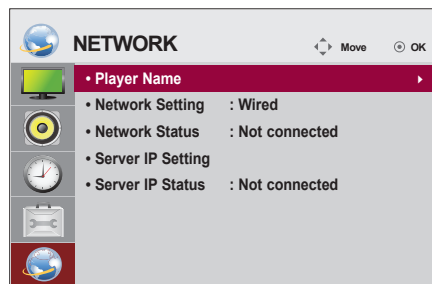 NETWORK
Move
OK
• Player Name
• Network Setting : Wired
• Network Status : Not connected
• Server IP Setting
• Server IP Status : Not connected